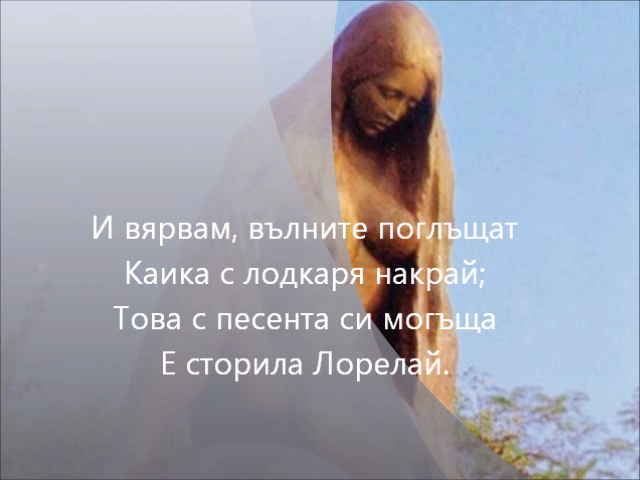 И вярвам, вълните поглъщат
Каика с лодкаря накрай;
Това с песента си могъща
Е сторила Лорелай.